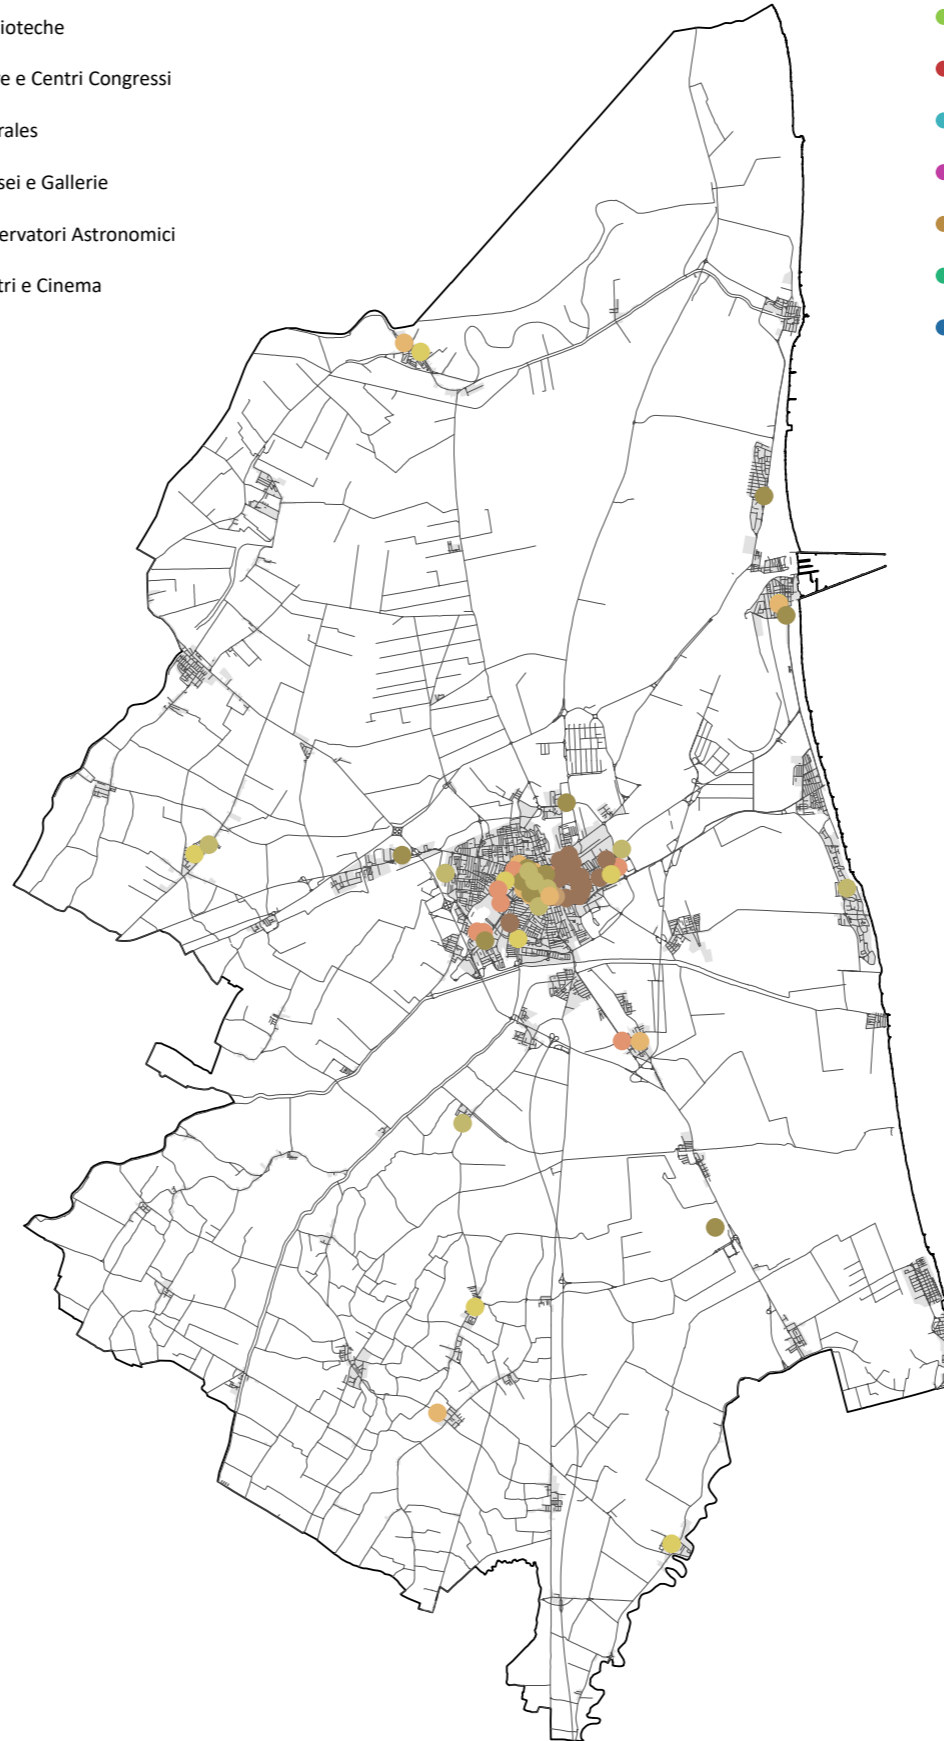 ioteche
e e Centri Congressi
rales
sei e Gallerie
ervatori Astronomici
tri e Cinema